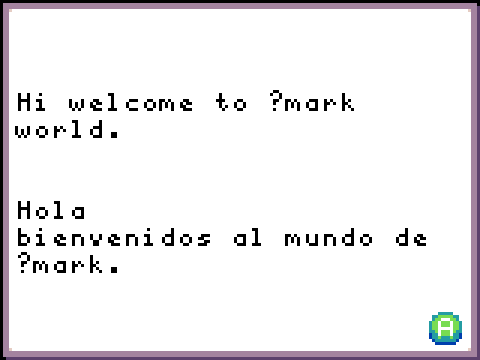 Hi welcome to ?mark
world.
Hola
bienvenidos al mundo de
?mark.
A